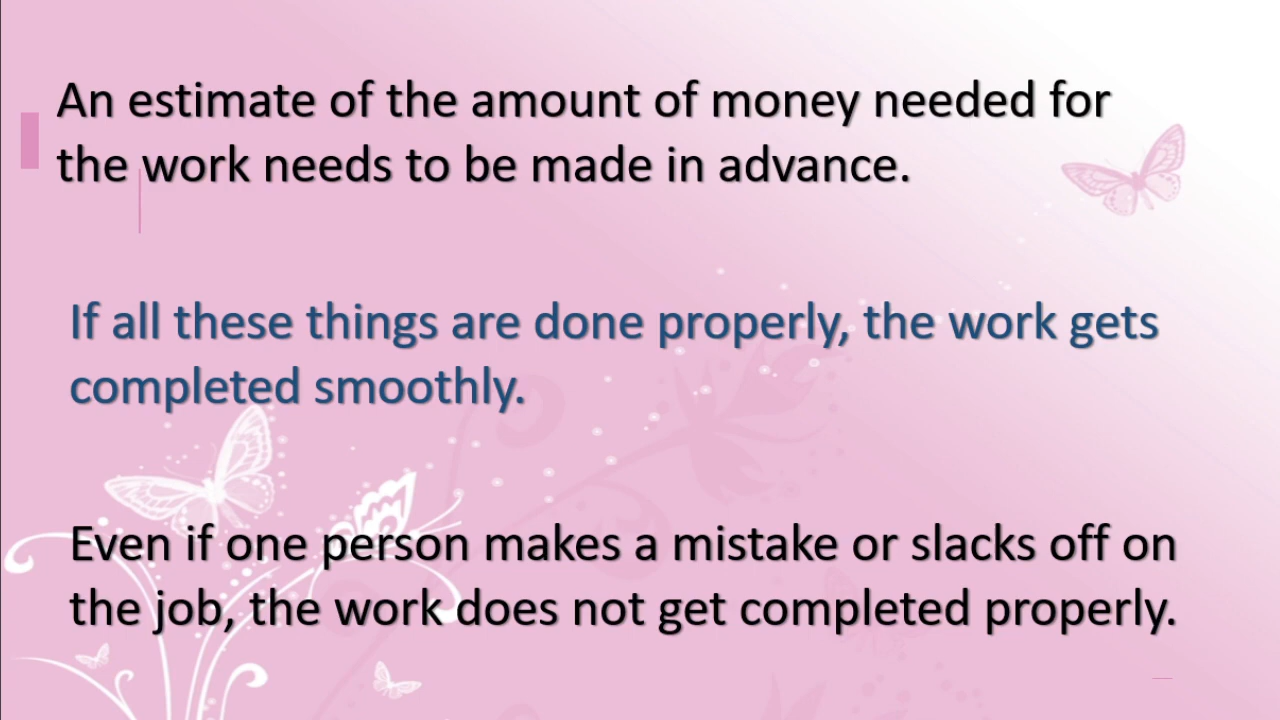 An estimate of the amount of money needed for
the work needs to be made in advance.
If all these things are done properly, the work gets
completed smoothly.
Even if one person makes a mistake or slacks off on
the job, the work does not get completed properly.